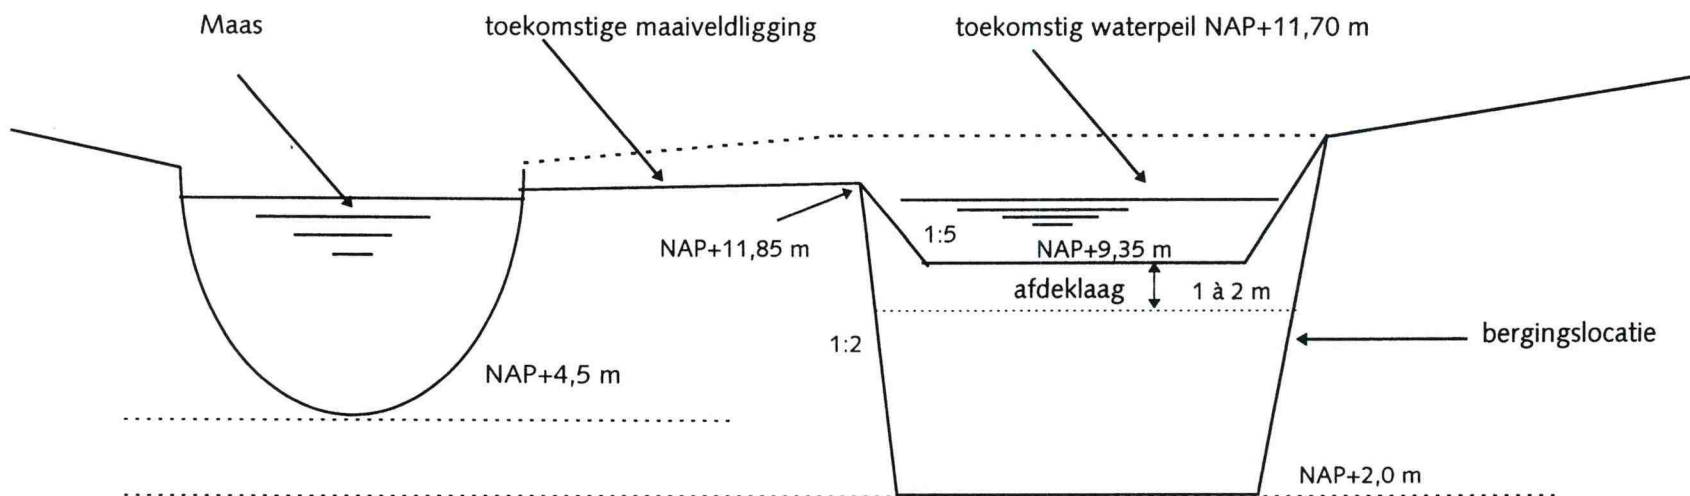 Maas
toekomstige maaiveldligging
toekomstig waterpeil NAP+11,70 m
NAP+11,85 m
1:5
NAP+9,35 m
afdeklaag
1 à 2 m
1:2
bergingslocatie
NAP+4,5 m
NAP+2,0 m